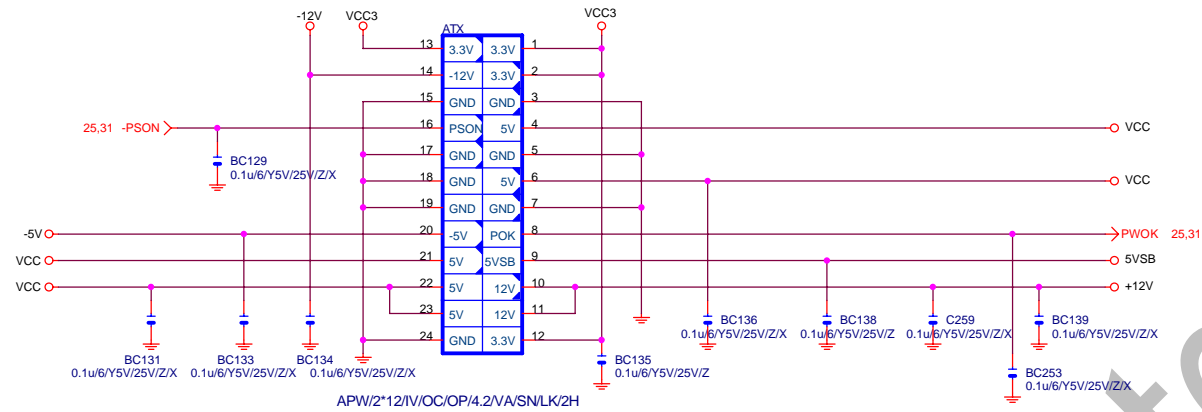 -12V VCC3 VCC3
ATX
13 3.3V 3.3V 1
14 -12V 3.3V 2
15 GND GND 3
25,31 -PSON 16 PSON 5V 4 VCC
17 GND GND 5
BC129
0.1u/6/Y5V/25V/Z/X
18 GND 5V 6 VCC
19 GND GND 7
-5V 20 -5V POK 8 PWOK 25,31
VCC 21 5V 5VSB 9 5VSB
VCC 22 5V 12V 10 +12V
23 5V 12V 11
BC136 BC138 C259 BC139
0.1u/6/Y5V/25V/Z/X 0.1u/6/Y5V/25V/Z 0.1u/6/Y5V/25V/Z/X 0.1u/6/Y5V/25V/Z/X
24 GND 3.3V 12
BC131 BC133 BC134 BC135
0.1u/6/Y5V/25V/Z/X 0.1u/6/Y5V/25V/Z/X 0.1u/6/Y5V/25V/Z/X 0.1u/6/Y5V/25V/Z
BC253
0.1u/6/Y5V/25V/Z/X
APW/2*12/IV/OC/OP/4.2/VA/SN/LK/2H